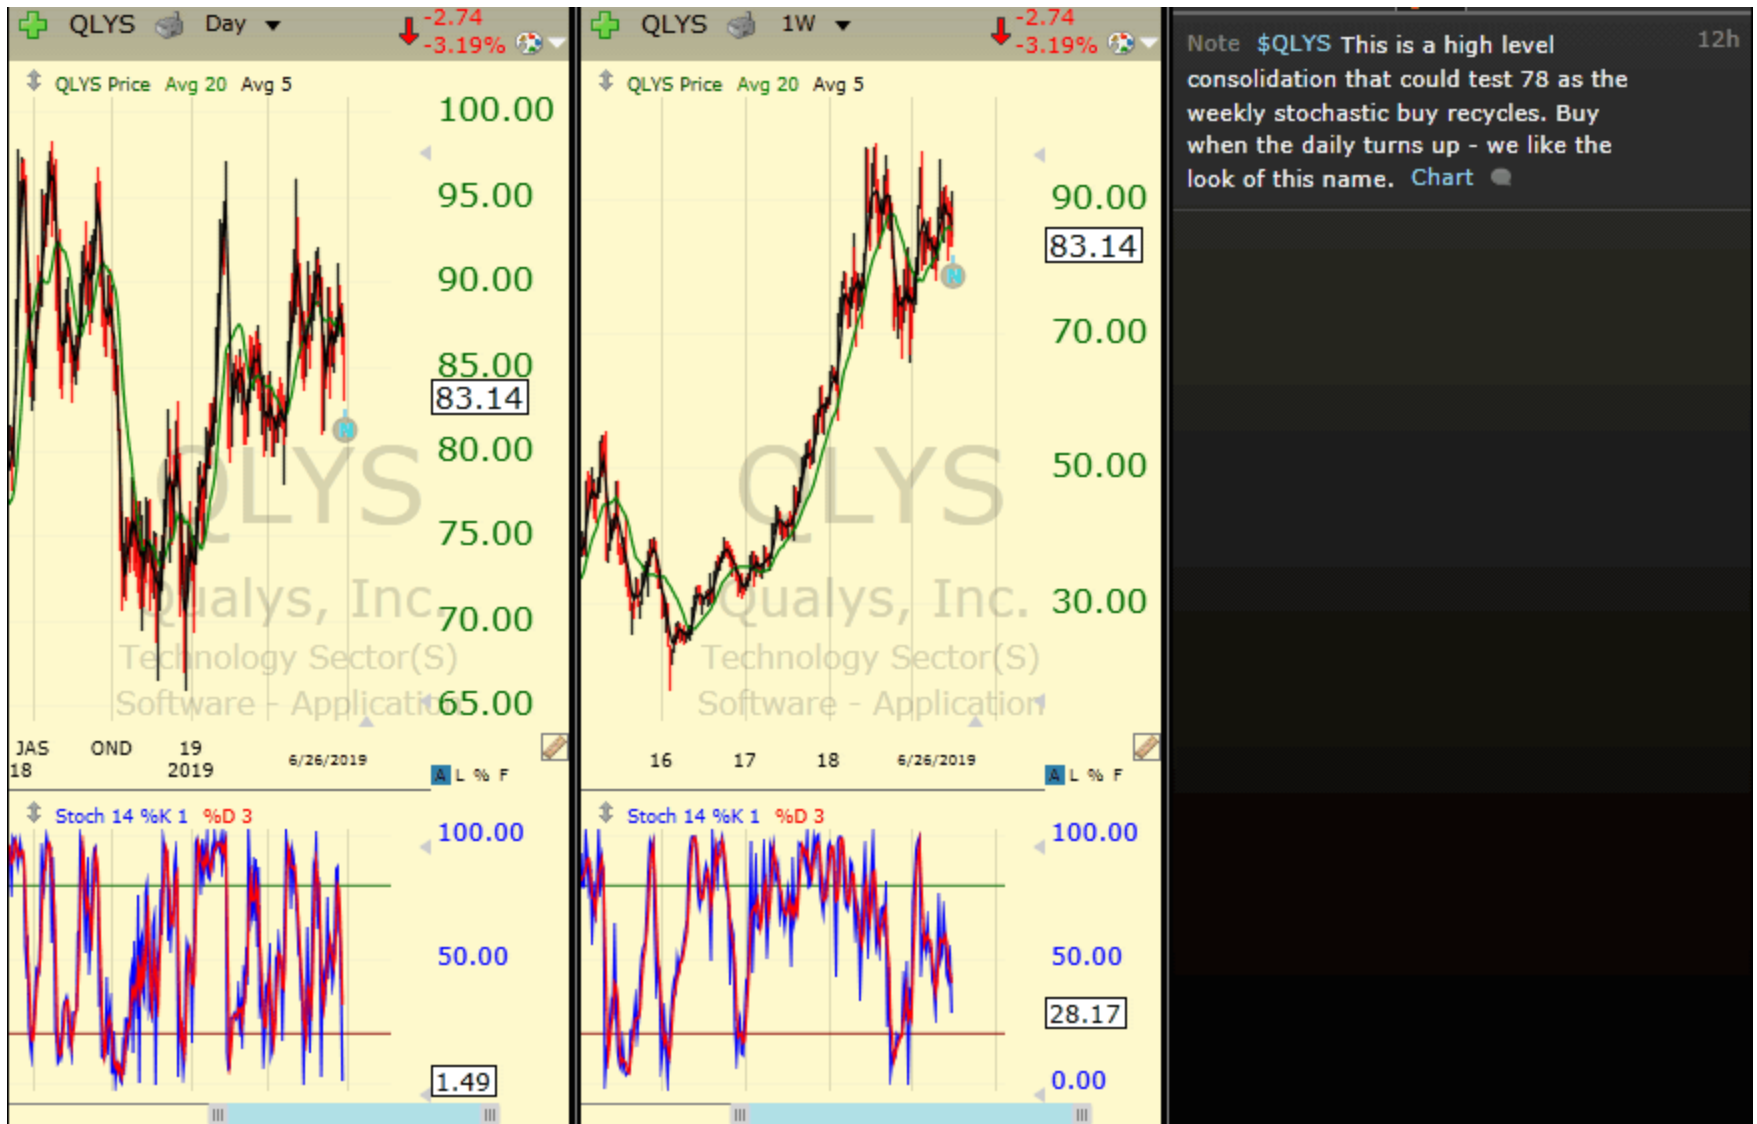 QLYS Day
-2.74
-3.19%
QLYS Price Avg 20 Avg 5
100.00
95.00
90.00
85.00
83.14
80.00
75.00
70.00
65.00
N
QLYS
Qualys, Inc.
Technology Sector(S)
Software - Application
JAS OND 19
18 2019 6/26/2019
A L % F
Stoch 14 %K 1 %D 3
100.00
50.00
1.49
QLYS 1W
-2.74
-3.19%
QLYS Price Avg 20 Avg 5
90.00
83.14
70.00
50.00
30.00
N
QLYS
Qualys, Inc.
Technology Sector(S)
Software - Application
16 17 18 6/26/2019
A L % F
Stoch 14 %K 1 %D 3
100.00
50.00
28.17
0.00
Note $QLYS This is a high level 12h
consolidation that could test 78 as the
weekly stochastic buy recycles. Buy
when the daily turns up - we like the
look of this name. Chart